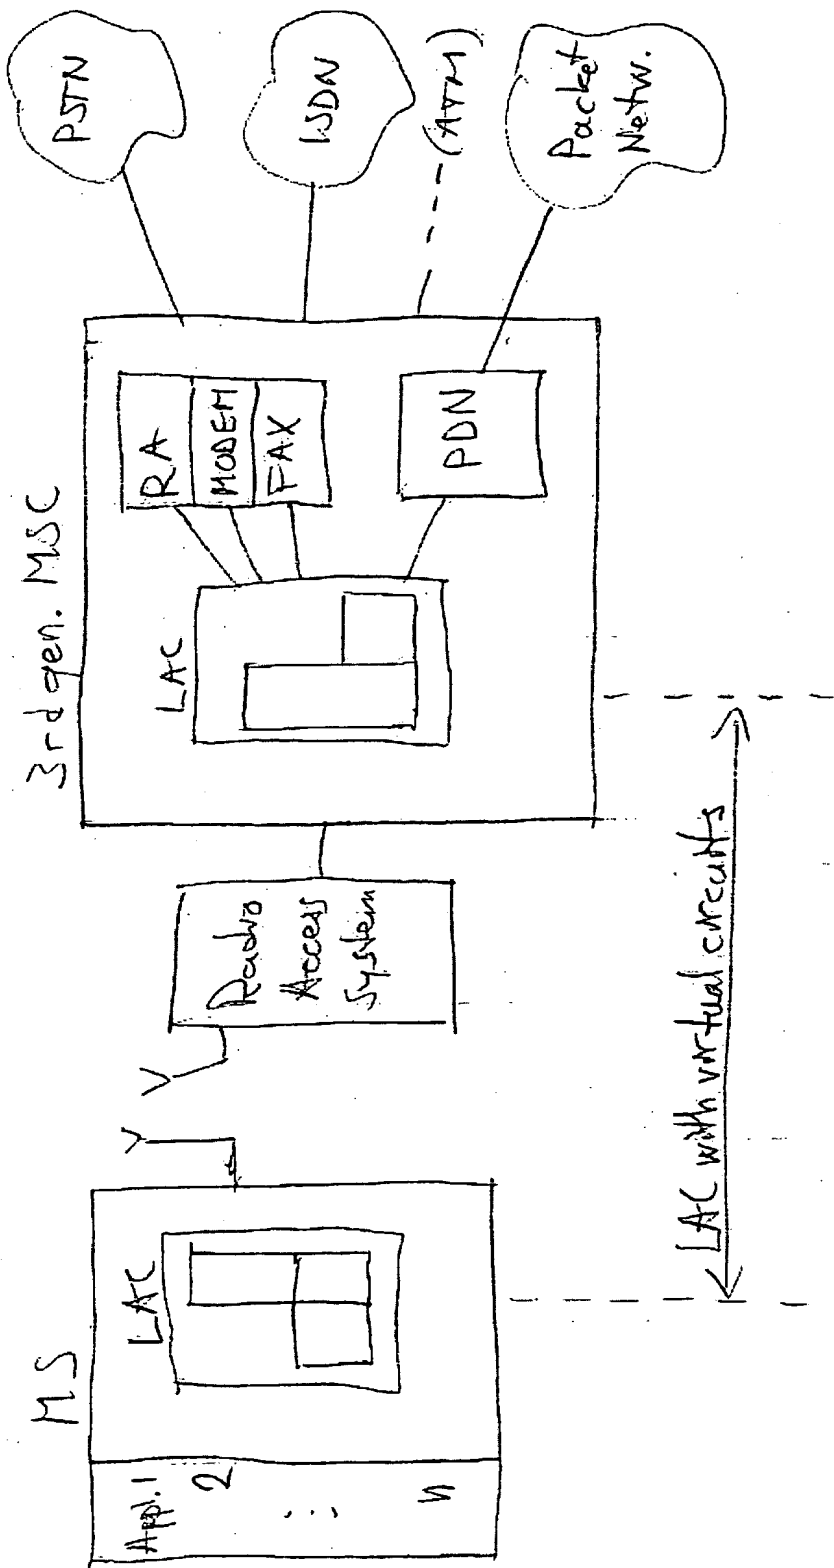 MS
Appl. 1
2
⋮
n
LAC
Radio
Access
System
3rd gen. MSC
LAC
RA
MODEM
FAX
PDN
PSTN
ISDN
(ATM)
Packet
Netw.
LAC with virtual circuits